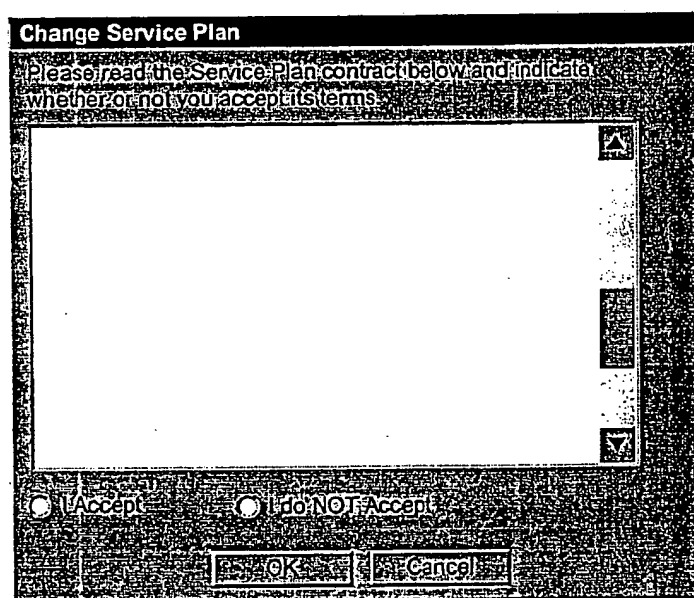 Change Service Plan
Please read the Service Plan contract below and indicate
whether or not you accept its terms.
I Accept
I do NOT Accept
OK
Cancel